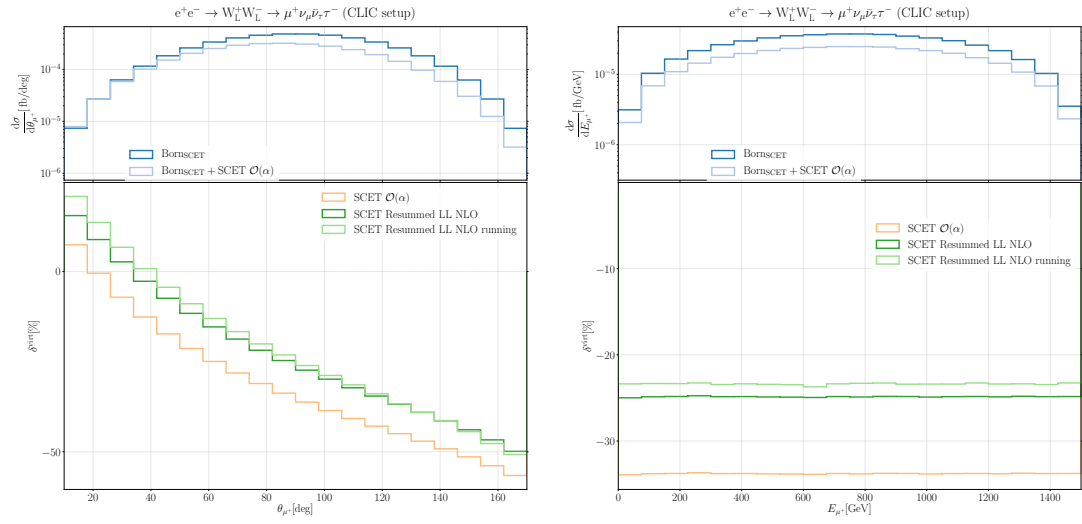 e⁺e⁻ → W_L⁺W_L⁻ → μ⁺ν_μν̄_ττ⁻ (CLIC setup)
dσ/dθ_μ⁺ [fb/deg]
10⁻⁴
10⁻⁵
10⁻⁶
Born_SCET
Born_SCET + SCET 𝒪(α)
δ^virt[%]
0
−50
SCET 𝒪(α)
SCET Resummed LL NLO
SCET Resummed LL NLO running
20 40 60 80 100 120 140 160
θ_μ⁺[deg]
e⁺e⁻ → W_L⁺W_L⁻ → μ⁺ν_μν̄_ττ⁻ (CLIC setup)
dσ/dE_μ⁺ [fb/GeV]
10⁻⁵
10⁻⁶
Born_SCET
Born_SCET + SCET 𝒪(α)
δ^virt[%]
−10
−20
−30
SCET 𝒪(α)
SCET Resummed LL NLO
SCET Resummed LL NLO running
0 200 400 600 800 1000 1200 1400
E_μ⁺[GeV]